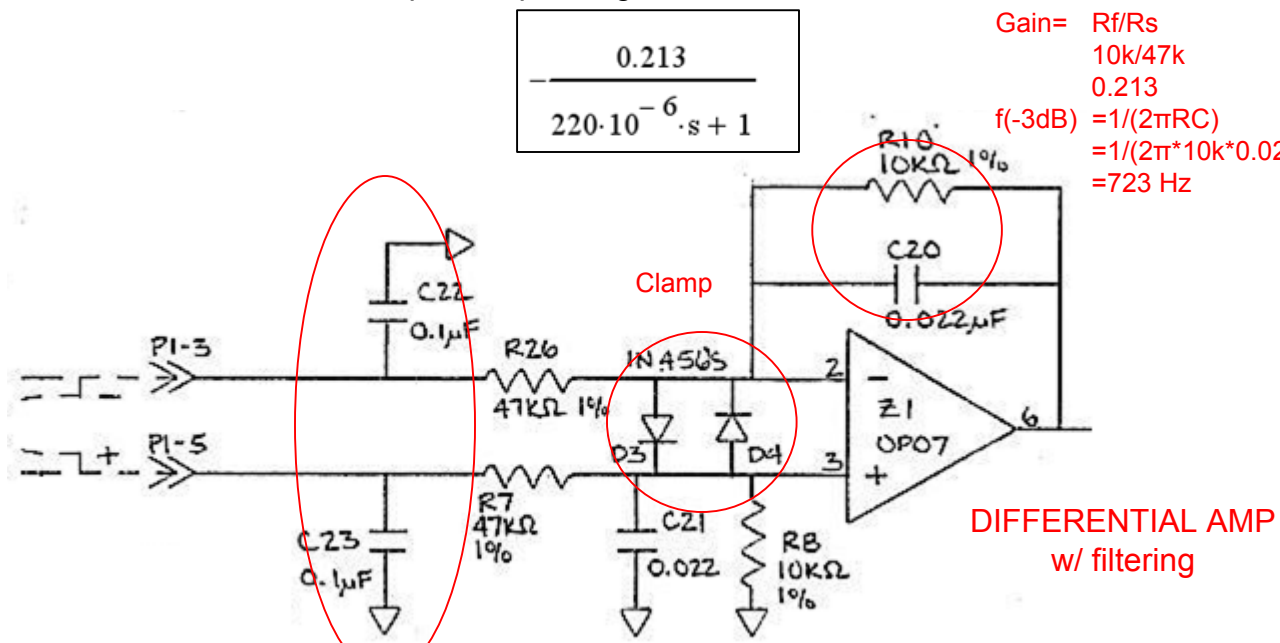 - 0.213
220·10^-6·s + 1
Gain= Rf/Rs
10k/47k
0.213
f(-3dB) =1/(2πRC)
=1/(2π*10k*0.02
=723 Hz
R10
10KΩ 1%
C20
0.022µF
Clamp
C22
0.1µF
P1-3
R26
47KΩ 1%
1N456'S
D3
D4
2
-
Z1
OP07
6
3
+
P1-5
+
R7
47KΩ
1%
C23
0.1µF
C21
0.022
R8
10KΩ
1%
DIFFERENTIAL AMP
w/ filtering